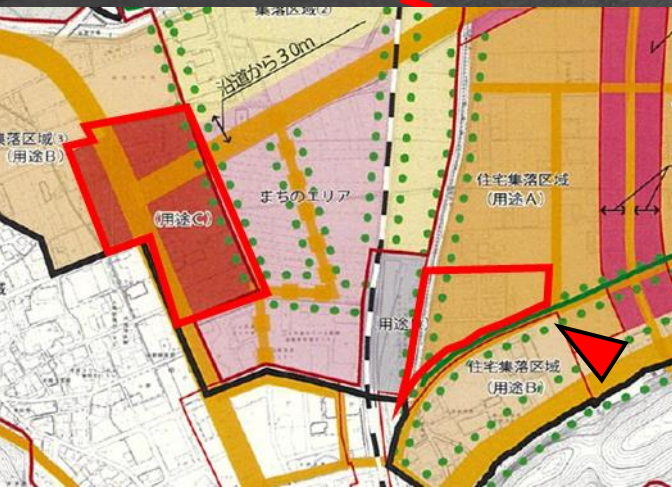 集落区域②
沿道から30m
落区域③
(用途B)
住宅集落区域
(用途A)
まちのエリア
(用途C)
用途
住宅集落区域
(用途B)
域